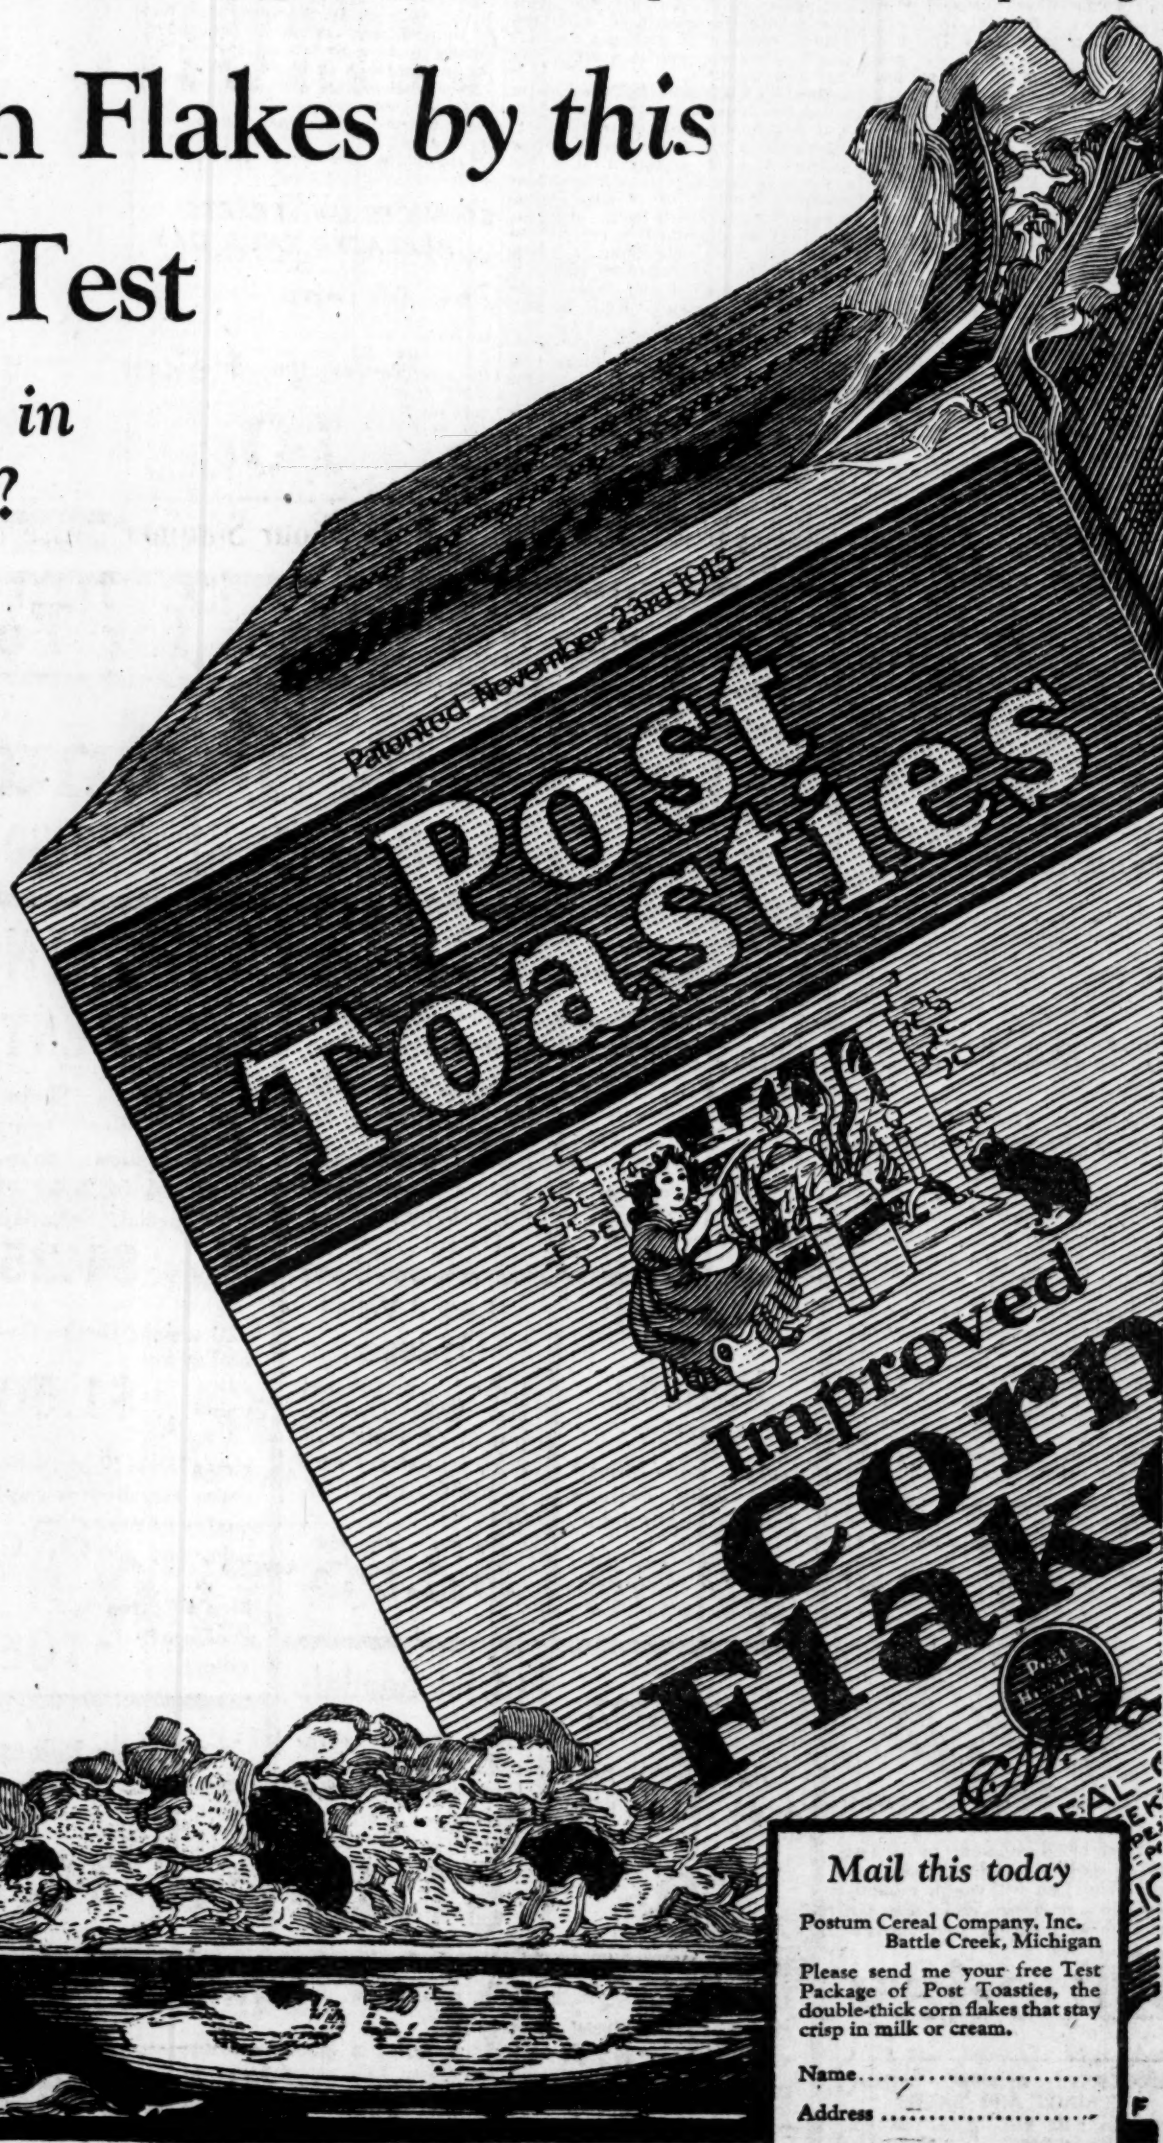 Flakes by this
Test
in
?
Patented November 23rd 1915
Post
Toasties
Improved
Corn
Flake
Mail this today
Postum Cereal Company, Inc.
Battle Creek, Michigan
Please send me your free Test
Package of Post Toasties, the
double-thick corn flakes that stay
crisp in milk or cream.
Name
Address
F